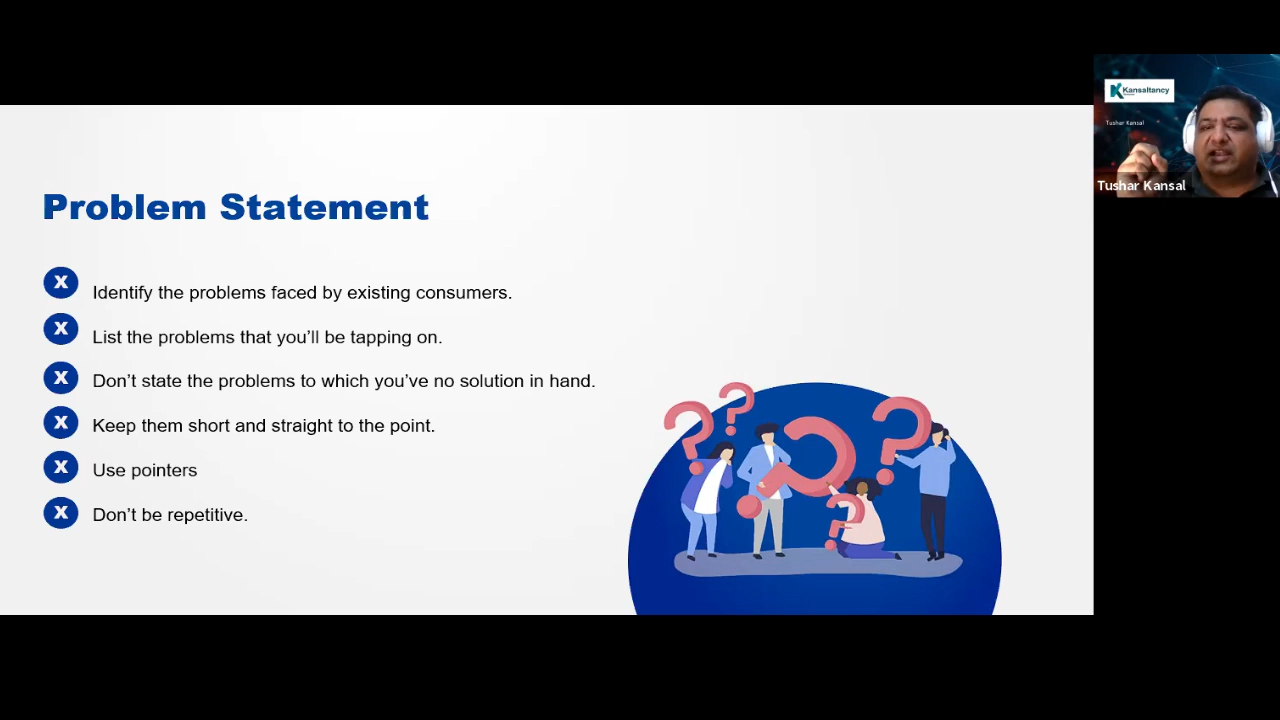 Problem Statement
X Identify the problems faced by existing consumers.
X List the problems that you’ll be tapping on.
X Don’t state the problems to which you’ve no solution in hand.
X Keep them short and straight to the point.
X Use pointers
X Don’t be repetitive.
Kansaltancy
Tushar Kansal
Tushar Kansal